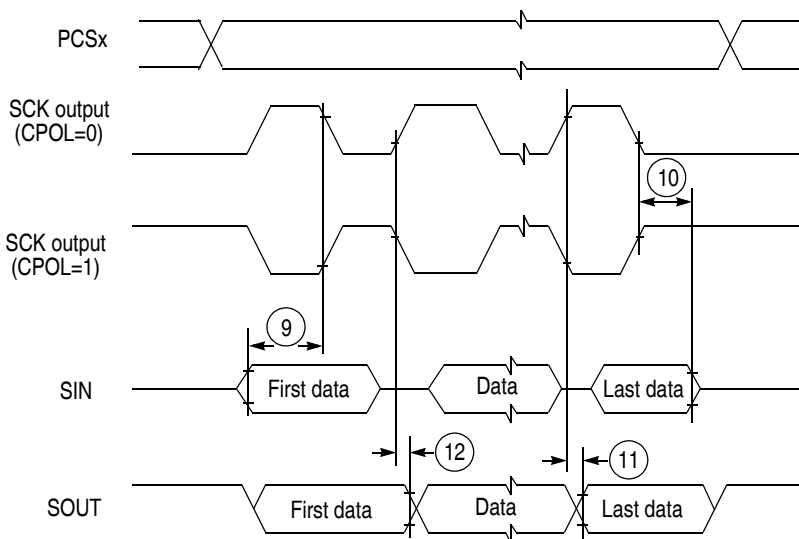 PCSx
SCK output
(CPOL=0)
10
SCK output
(CPOL=1)
9
SIN
First data
Data
Last data
12
11
SOUT
First data
Data
Last data